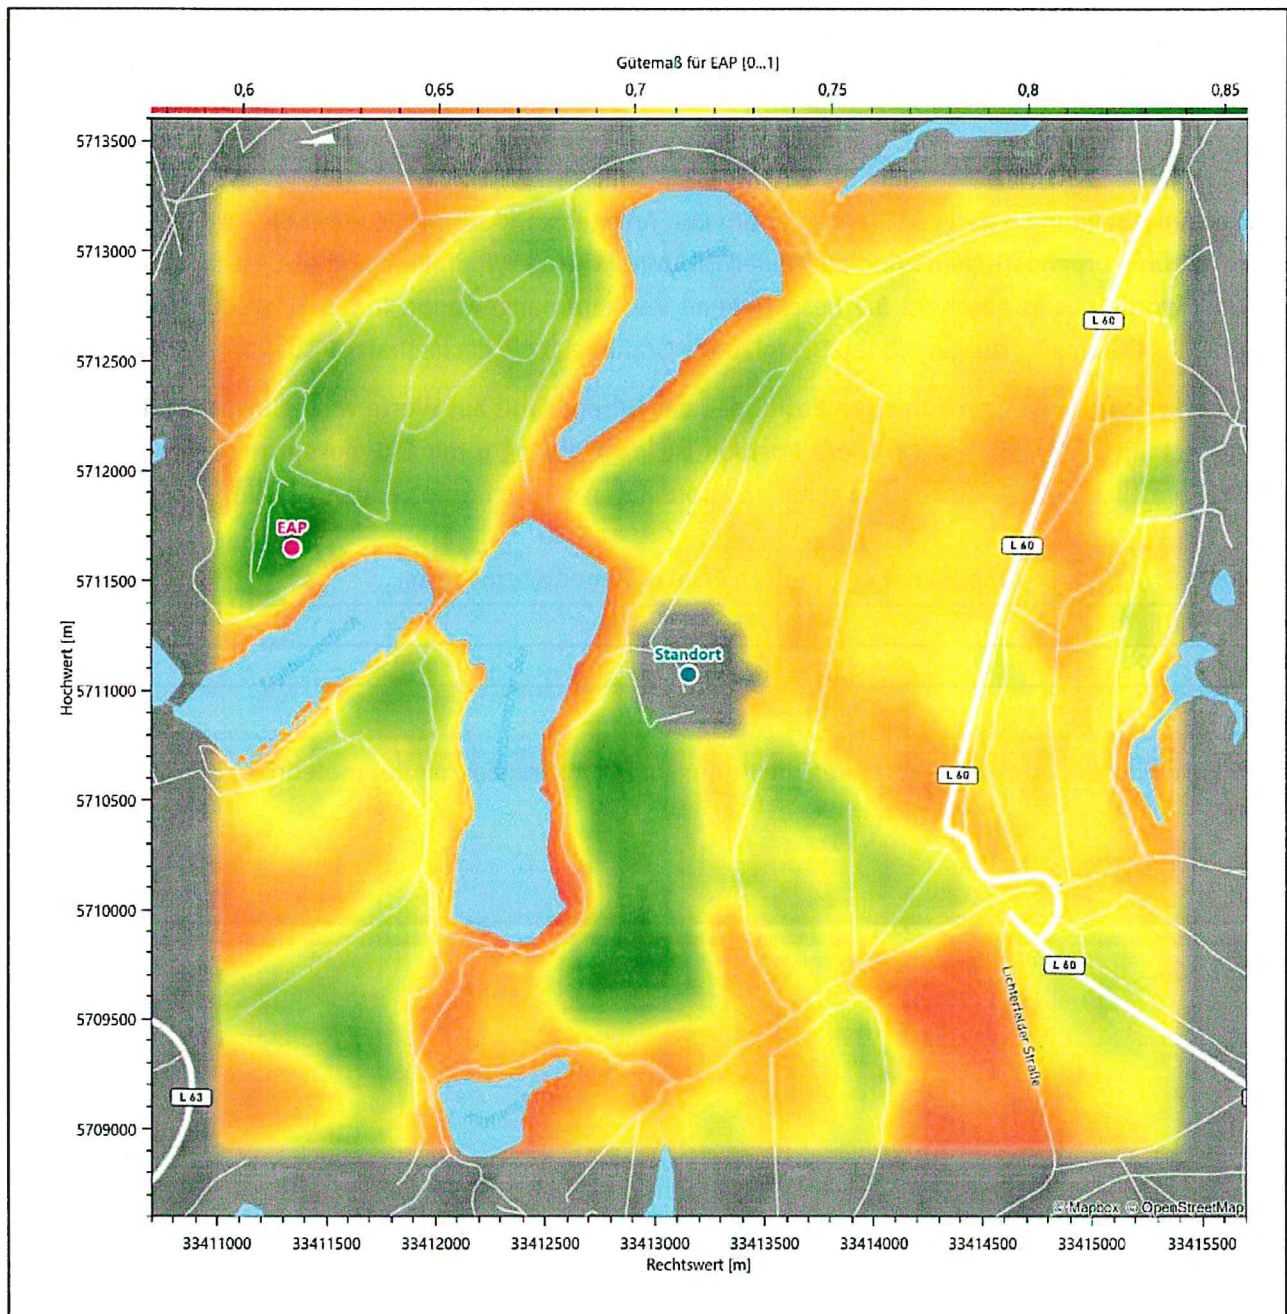 Gütemaß für EAP [0...1]
0,6 0,65 0,7 0,75 0,8 0,85
5713500
5713000
5712500
5712000
5711500
5711000
5710500
5710000
5709500
5709000
Hochwert [m]
L 60
EAP
L 60
Standort
L 60
L 60
Lichterfelder Straße
L 63
© Mapbox © OpenStreetMap
33411000 33411500 33412000 33412500 33413000 33413500 33414000 33414500 33415000 33415500
Rechtswert [m]